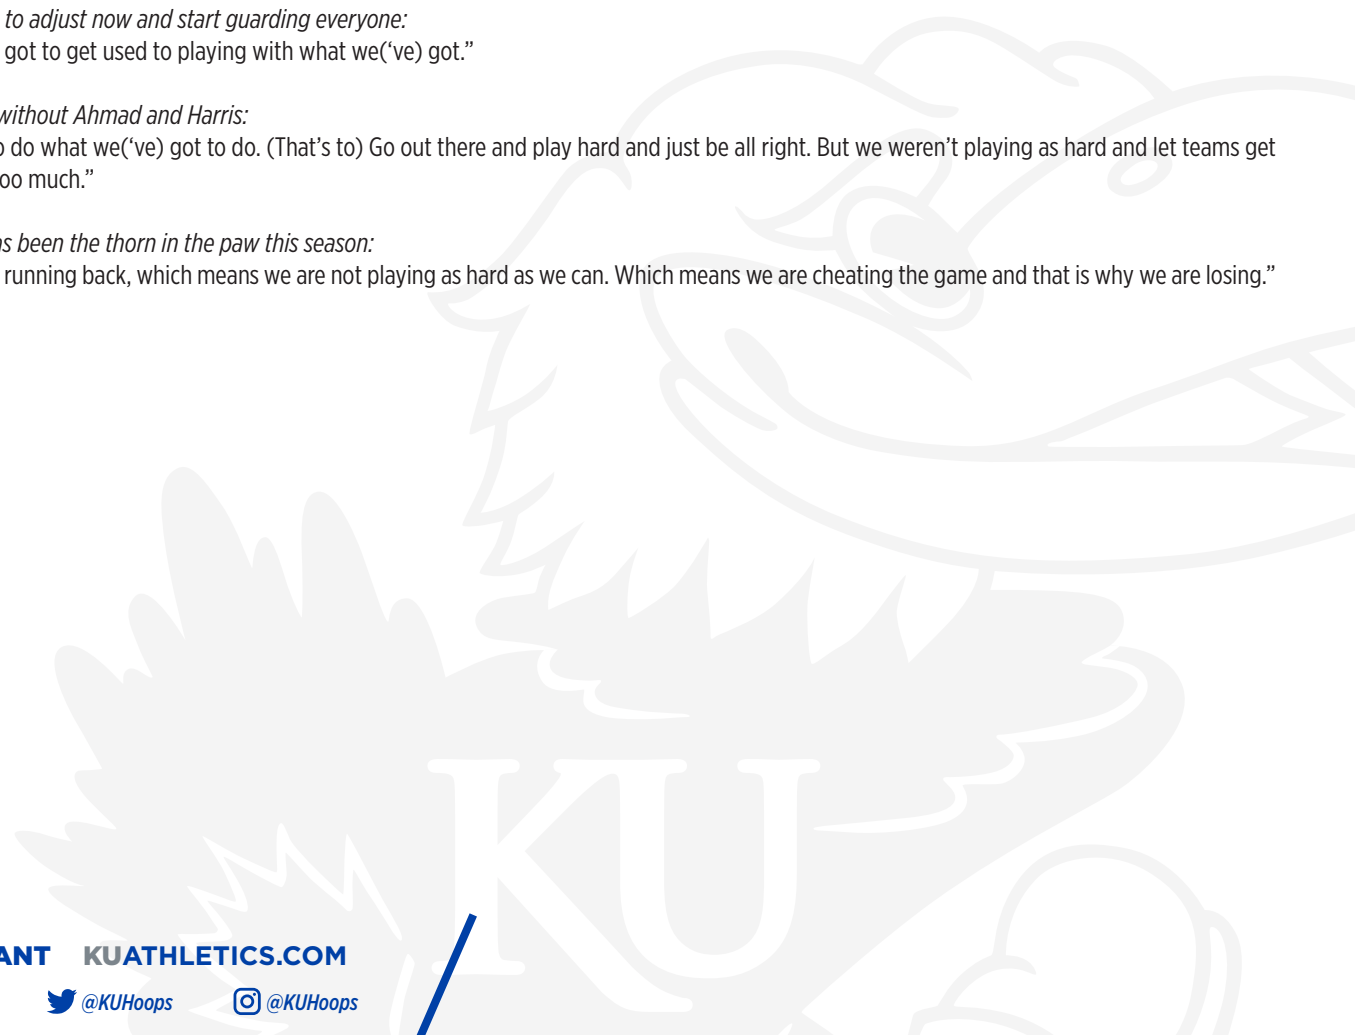 to adjust now and start guarding everyone:
got to get used to playing with what we(‘ve) got.”
without Ahmad and Harris:
o do what we(‘ve) got to do. (That’s to) Go out there and play hard and just be all right. But we weren’t playing as hard and let teams get
oo much.”
as been the thorn in the paw this season:
running back, which means we are not playing as hard as we can. Which means we are cheating the game and that is why we are losing.”
KU
ANT KUATHLETICS.COM
@KUHoops @KUHoops